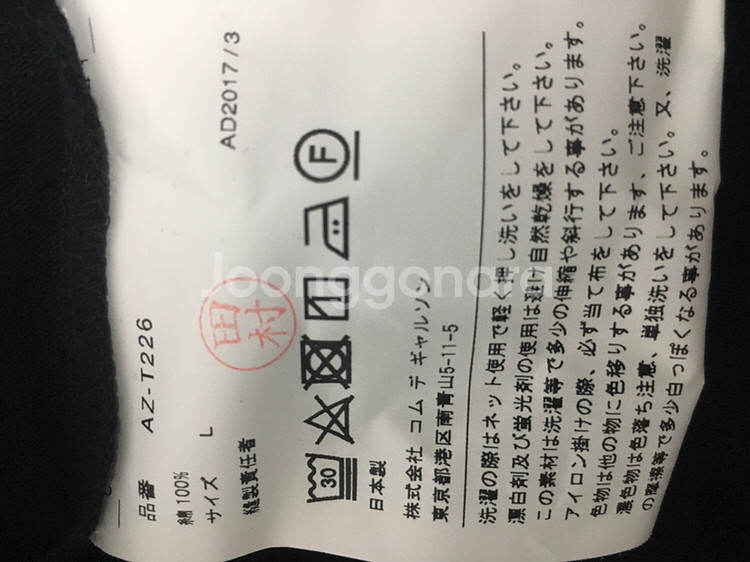 品番 AZ-T226 AD2017/3
綿 100%
サイズ L
縫製責任者 田村
30 F
日本製
株式会社 コム デ ギャルソン
東京都港区南青山5-11-5
洗濯の際はネット使用で軽く押し洗いをして下さい。
漂白剤及び蛍光剤の使用は避け自然乾燥をして下さい。
この素材は洗濯等で多少の伸縮や斜行する事があります。
アイロン掛けの際、必ず当て布をして下さい。
色物は他の物に色移りする事があります、ご注意下さい。
濃色物は色落ち注意、単独洗いをして下さい。又、洗濯
の際等で多少白っぽくなる事があります。
Joonggonara